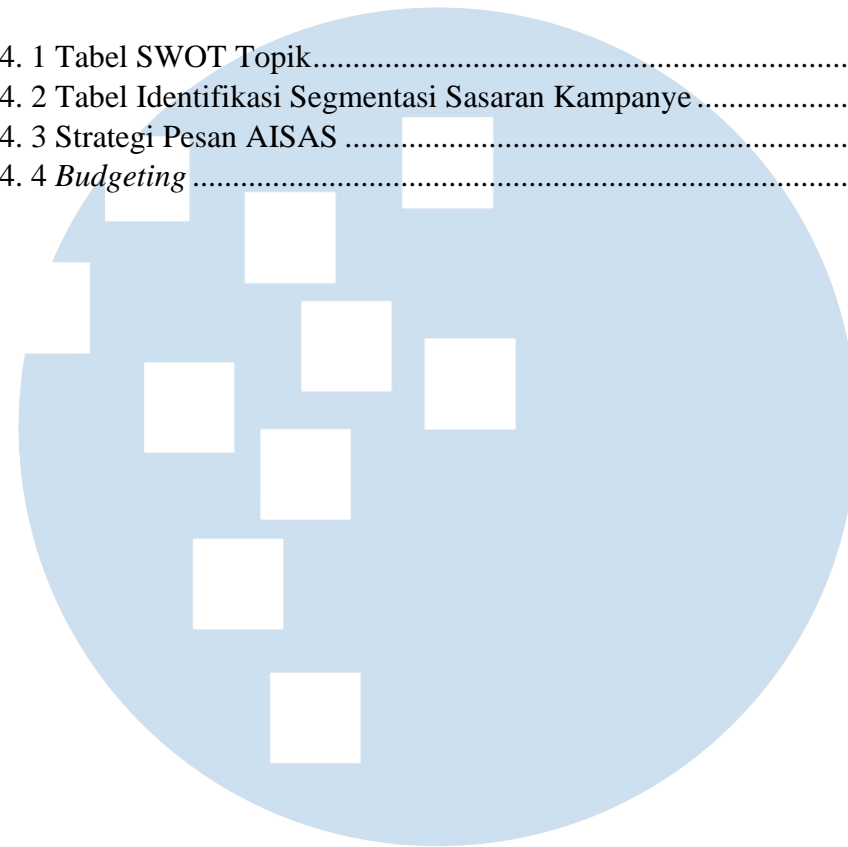 4. 1 Tabel SWOT Topik....................................................................
4. 2 Tabel Identifikasi Segmentasi Sasaran Kampanye...................
4. 3 Strategi Pesan AISAS................................................................
4. 4 Budgeting...................................................................................